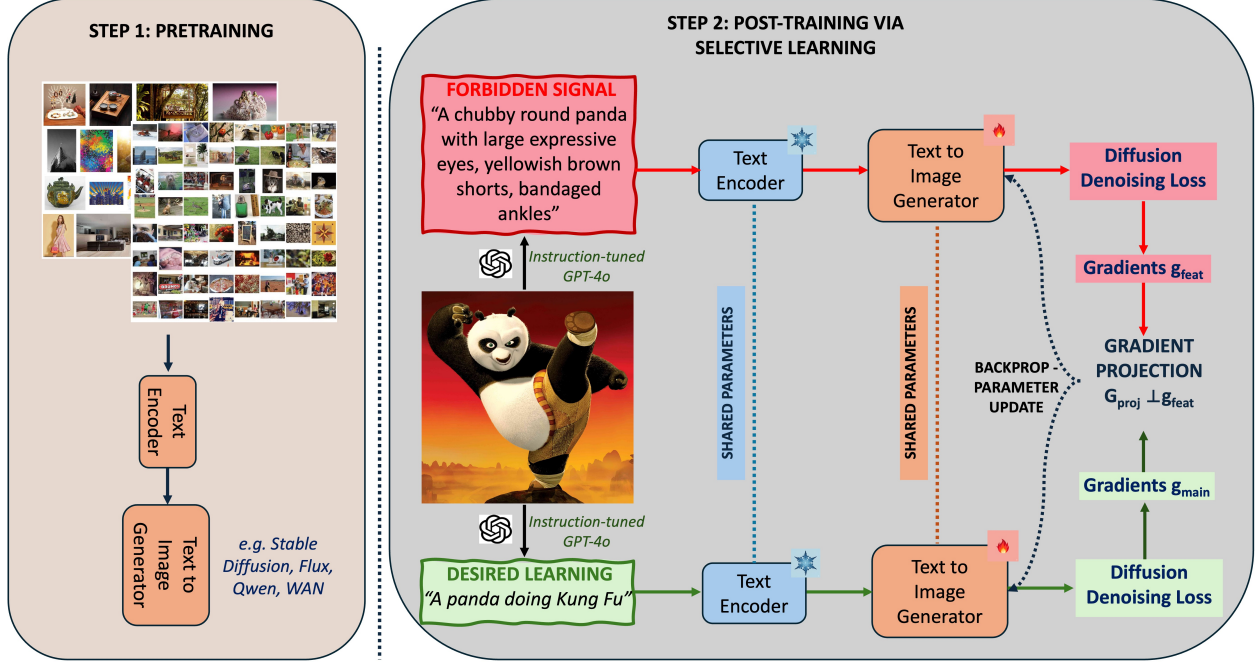 STEP 1: PRETRAINING
Text
Encoder
Text to
Image
Generator
e.g. Stable
Diffusion, Flux,
Qwen, WAN
STEP 2: POST-TRAINING VIA
SELECTIVE LEARNING
FORBIDDEN SIGNAL
“A chubby round panda
with large expressive
eyes, yellowish brown
shorts, bandaged
ankles”
Text
Encoder
Text to
Image
Generator
Diffusion
Denoising Loss
Instruction-tuned
GPT-4o
Gradients gfeat
SHARED PARAMETERS
SHARED PARAMETERS
BACKPROP -
PARAMETER
UPDATE
GRADIENT
PROJECTION
Gproj ⊥gfeat
Gradients gmain
Instruction-tuned
GPT-4o
DESIRED LEARNING
“A panda doing Kung Fu”
Text
Encoder
Text to
Image
Generator
Diffusion
Denoising Loss